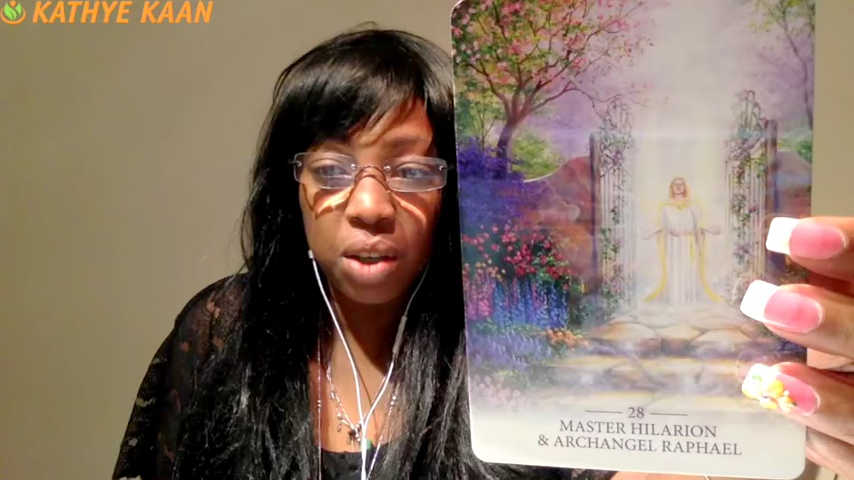 KATHYE KAAN
28
MASTER HILARION
& ARCHANGEL RAPHAEL